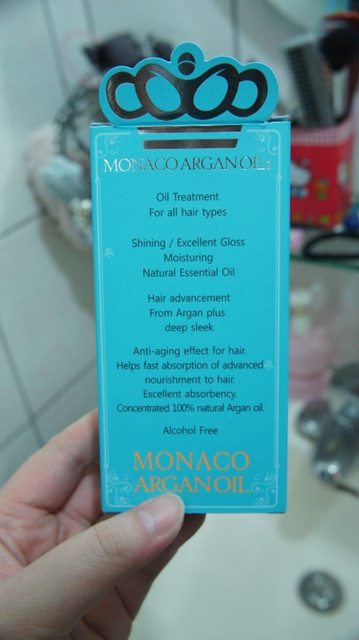 MONACO ARGAN OIL
Oil Treatment
For all hair types
Shining / Excellent Gloss
Moisturing
Natural Essential Oil
Hair advancement
From Argan plus
deep sleek
Anti-aging effect for hair.
Helps fast absorption of advanced
nourishment to hair.
Excellent absorbency.
Concentrated 100% natural Argan oil.
Alcohol Free
MONACO
ARGAN OIL